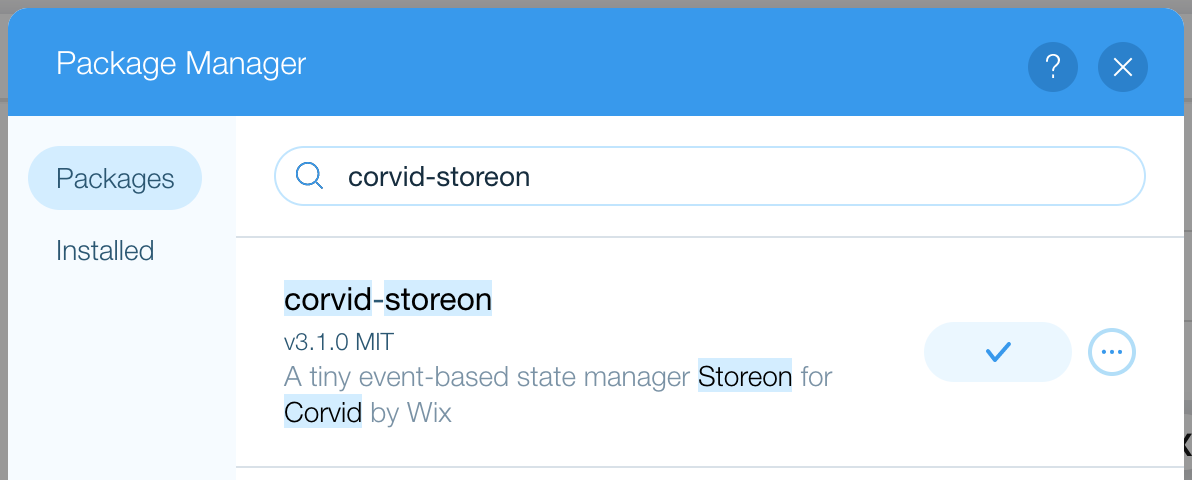 Package Manager
?
Packages
Installed
corvid-storeon
corvid-storeon
v3.1.0 MIT
A tiny event-based state manager Storeon for
Corvid by Wix